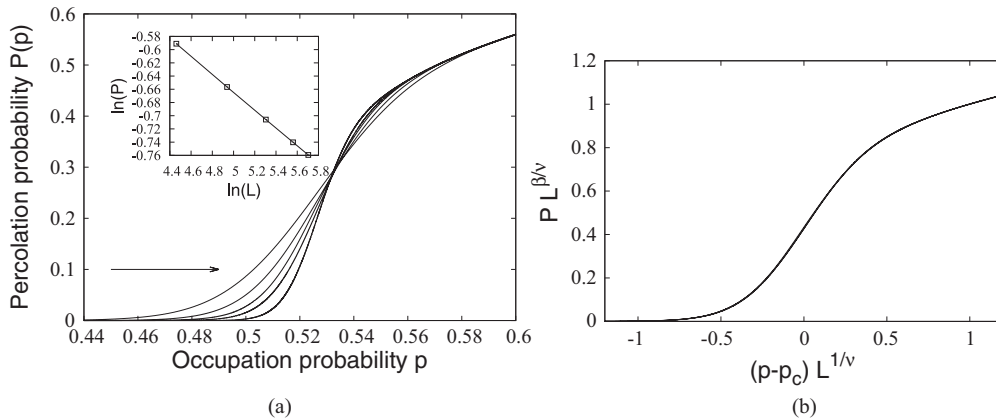 0.6
0.5
0.4
0.3
0.2
0.1
0
Percolation probability P(p)
0.44 0.46 0.48 0.5 0.52 0.54 0.56 0.58 0.6
Occupation probability p
-0.58
-0.6
-0.62
-0.64
-0.66
-0.68
-0.7
-0.72
-0.74
-0.76
ln(P)
4.4 4.6 4.8 5 5.2 5.4 5.6 5.8
ln(L)
(a)
1.2
1
0.8
0.6
0.4
0.2
0
P L^{β/ν}
-1 -0.5 0 0.5 1
(p-p_c) L^{1/ν}
(b)